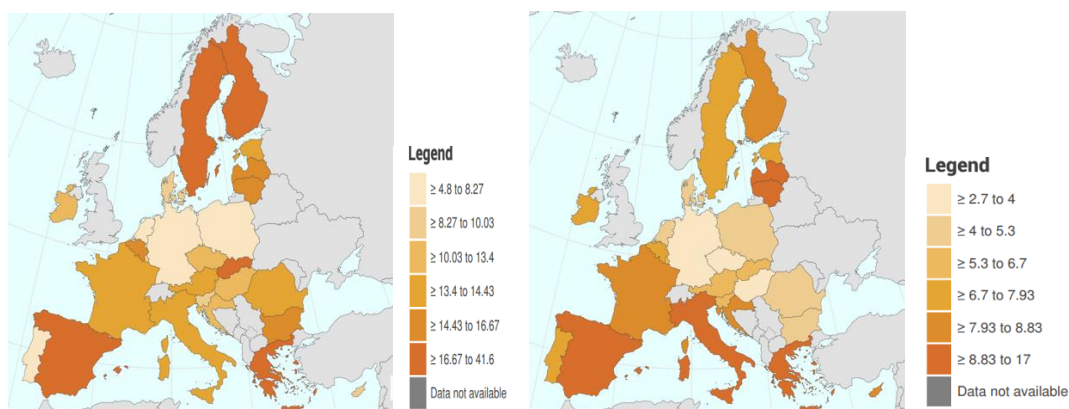 Legend
≥ 4.8 to 8.27
≥ 8.27 to 10.03
≥ 10.03 to 13.4
≥ 13.4 to 14.43
≥ 14.43 to 16.67
≥ 16.67 to 41.6
Data not available
Legend
≥ 2.7 to 4
≥ 4 to 5.3
≥ 5.3 to 6.7
≥ 6.7 to 7.93
≥ 7.93 to 8.83
≥ 8.83 to 17
Data not available